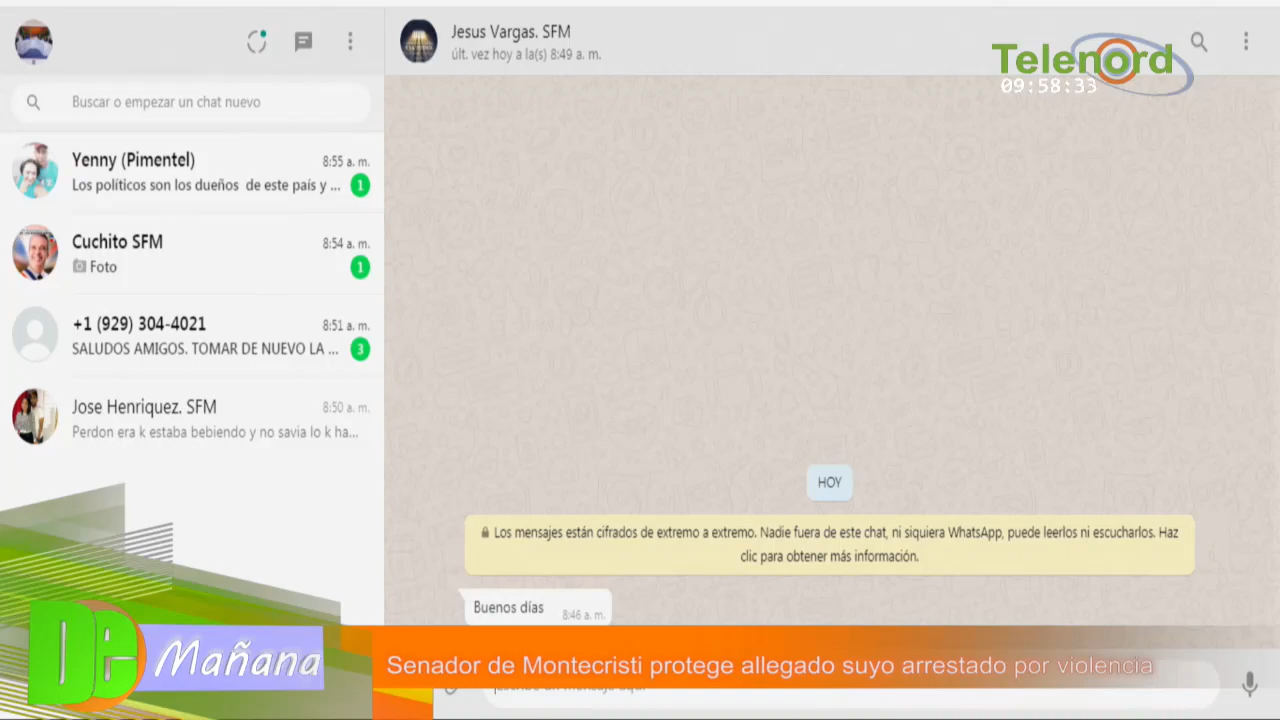 Jesus Vargas. SFM
últ. vez hoy a la(s) 8:49 a. m.
Telenord
09:58:33
Buscar o empezar un chat nuevo
Yenny (Pimentel)
8:55 a. m.
Los políticos son los dueños de este país y ...
1
Cuchito SFM
8:54 a. m.
Foto
1
+1 (929) 304-4021
8:51 a. m.
SALUDOS AMIGOS. TOMAR DE NUEVO LA ...
3
Jose Henriquez. SFM
8:50 a. m.
Perdon era k estaba bebiendo y no savia lo k ha...
HOY
Los mensajes están cifrados de extremo a extremo. Nadie fuera de este chat, ni siquiera WhatsApp, puede leerlos ni escucharlos. Haz
clic para obtener más información.
Buenos días
8:46 a. m.
De Mañana
Senador de Montecristi protege allegado suyo arrestado por violencia